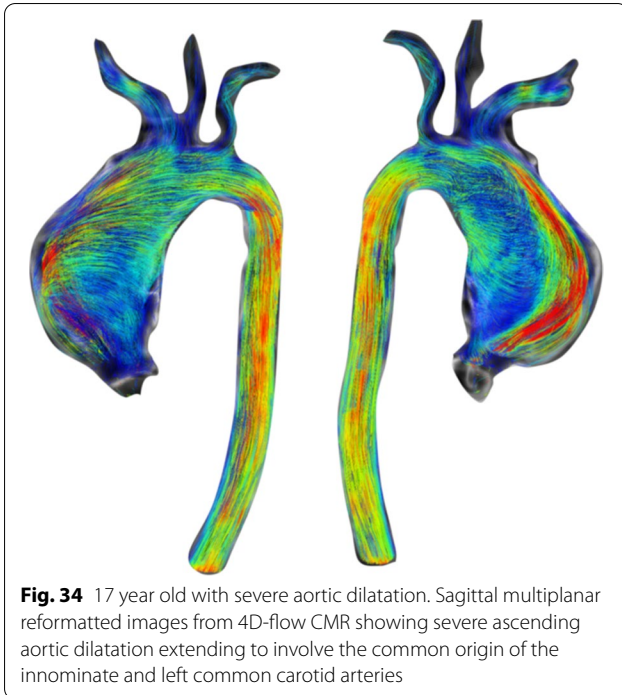 Fig. 34 17 year old with severe aortic dilatation. Sagittal multiplanar
reformatted images from 4D-flow CMR showing severe ascending
aortic dilatation extending to involve the common origin of the
innominate and left common carotid arteries